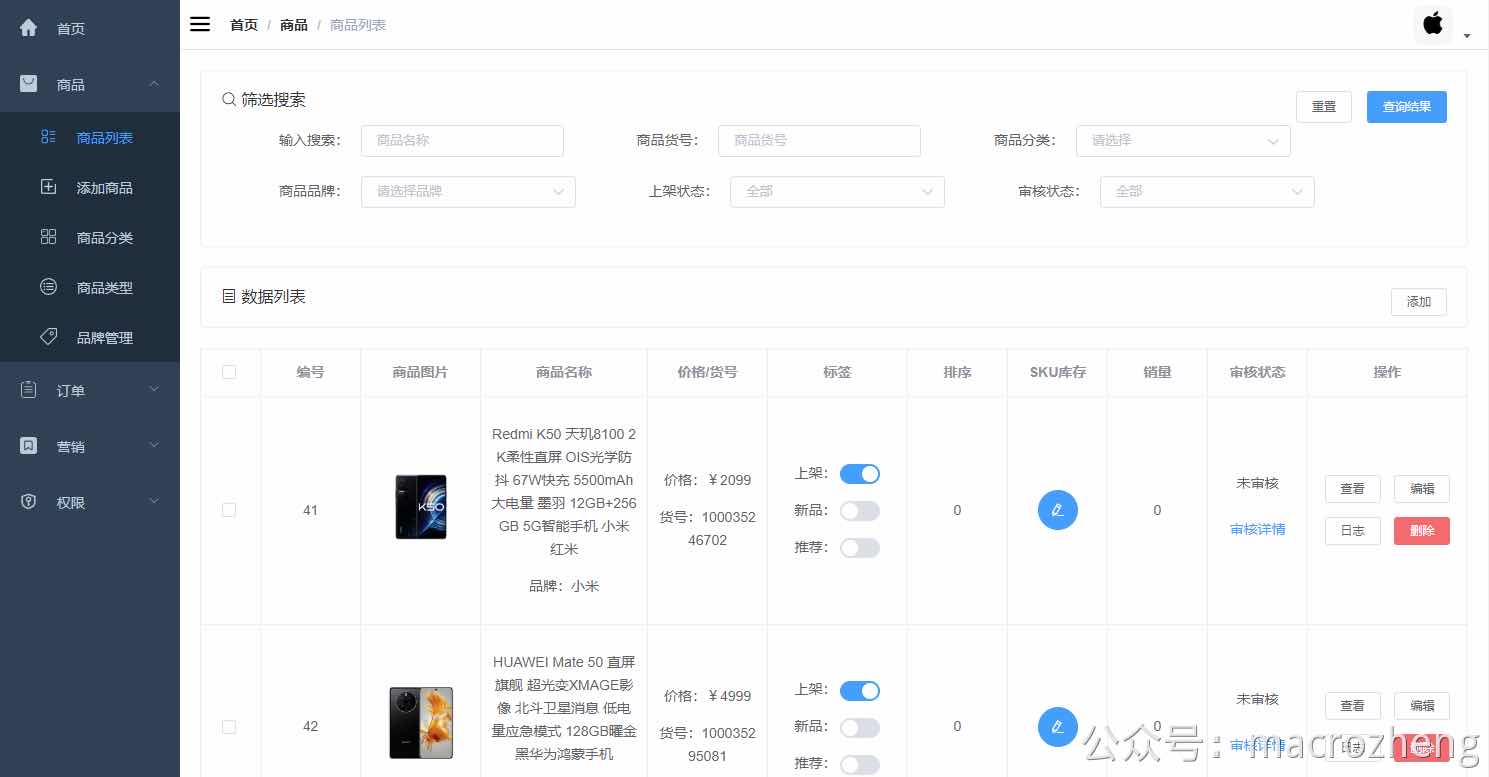 首页
首页 / 商品 / 商品列表
商品
商品列表
添加商品
商品分类
商品类型
品牌管理
订单
营销
权限
筛选搜索
重置
查询结果
输入搜索：
商品名称
商品货号：
商品货号
商品分类：
请选择
商品品牌：
请选择品牌
上架状态：
全部
审核状态：
全部
数据列表
添加
编号
商品图片
商品名称
价格/货号
标签
排序
SKU库存
销量
审核状态
操作
41
K50
Redmi K50 天玑8100 2
K柔性直屏 OIS光学防
抖 67W快充 5500mAh
大电量 墨羽 12GB+256
GB 5G智能手机 小米
红米
品牌：小米
价格：￥2099
货号：1000352
46702
上架：
新品：
推荐：
0
0
未审核
审核详情
查看
编辑
日志
删除
42
HUAWEI Mate 50 直屏
旗舰 超光变XMAGE影
像 北斗卫星消息 低电
量应急模式 128GB曜金
黑华为鸿蒙手机
价格：￥4999
货号：1000352
95081
上架：
新品：
推荐：
0
0
未审核
审核详情
查看
编辑
日志
删除
公众号：macrozheng